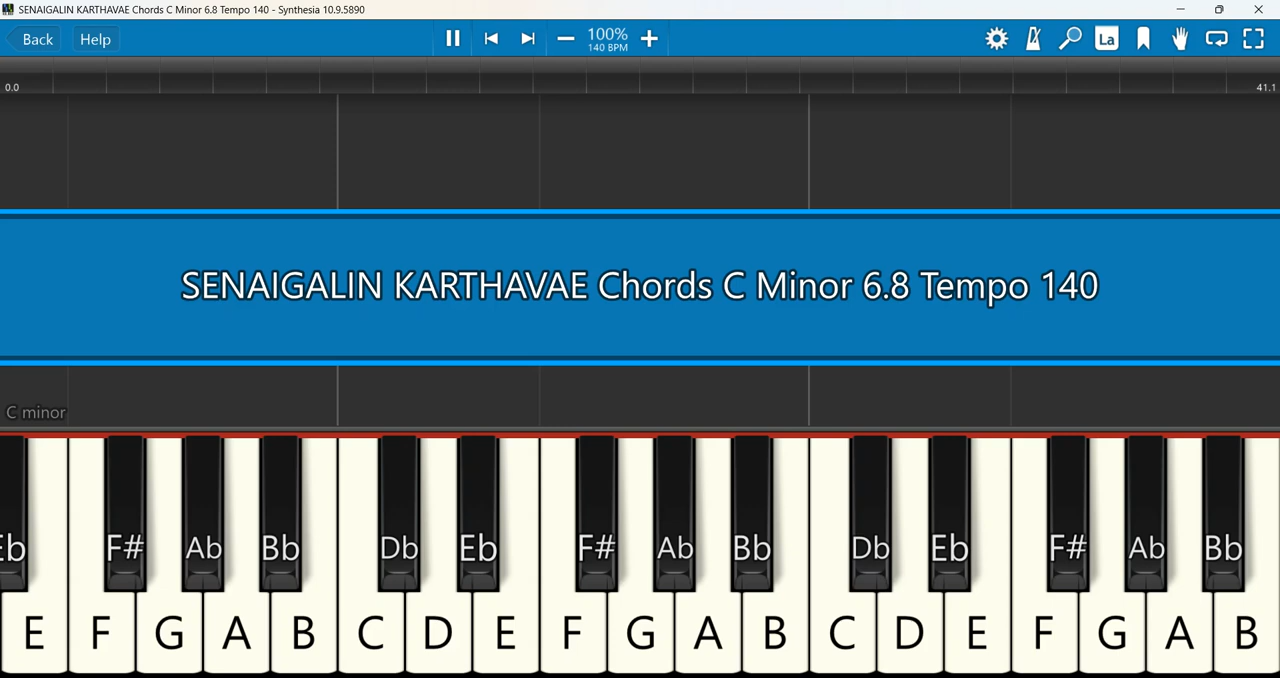 SENAIGALIN KARTHAVAE Chords C Minor 6.8 Tempo 140 - Synthesia 10.9.5890
Back Help 100% La
140 BPM
0.0 41.1
SENAIGALIN KARTHAVAE Chords C Minor 6.8 Tempo 140
C minor
Eb F# Ab Bb Db Eb F# Ab Bb Db Eb F# Ab Bb
E F G A B C D E F G A B C D E F G A B